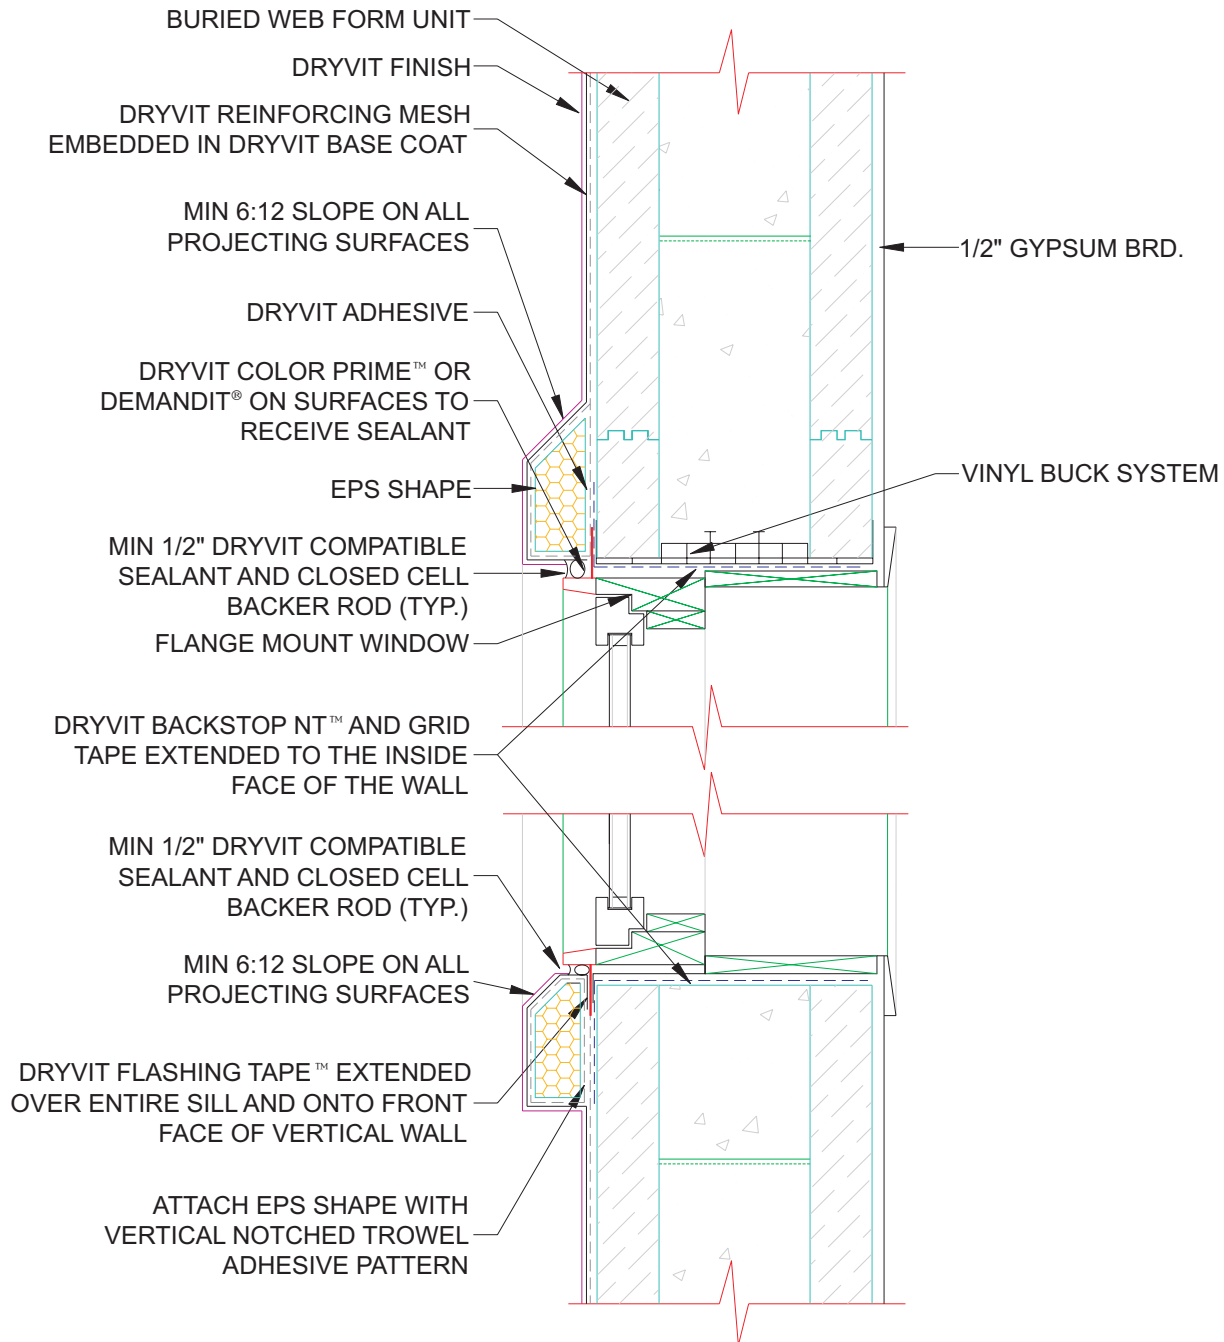 BURIED WEB FORM UNIT
DRYVIT FINISH
DRYVIT REINFORCING MESH
EMBEDDED IN DRYVIT BASE COAT
MIN 6:12 SLOPE ON ALL
PROJECTING SURFACES
1/2" GYPSUM BRD.
DRYVIT ADHESIVE
DRYVIT COLOR PRIME™ OR
DEMANDIT® ON SURFACES TO
RECEIVE SEALANT
VINYL BUCK SYSTEM
EPS SHAPE
MIN 1/2" DRYVIT COMPATIBLE
SEALANT AND CLOSED CELL
BACKER ROD (TYP.)
FLANGE MOUNT WINDOW
DRYVIT BACKSTOP NT™ AND GRID
TAPE EXTENDED TO THE INSIDE
FACE OF THE WALL
MIN 1/2" DRYVIT COMPATIBLE
SEALANT AND CLOSED CELL
BACKER ROD (TYP.)
MIN 6:12 SLOPE ON ALL
PROJECTING SURFACES
DRYVIT FLASHING TAPE™ EXTENDED
OVER ENTIRE SILL AND ONTO FRONT
FACE OF VERTICAL WALL
ATTACH EPS SHAPE WITH
VERTICAL NOTCHED TROWEL
ADHESIVE PATTERN